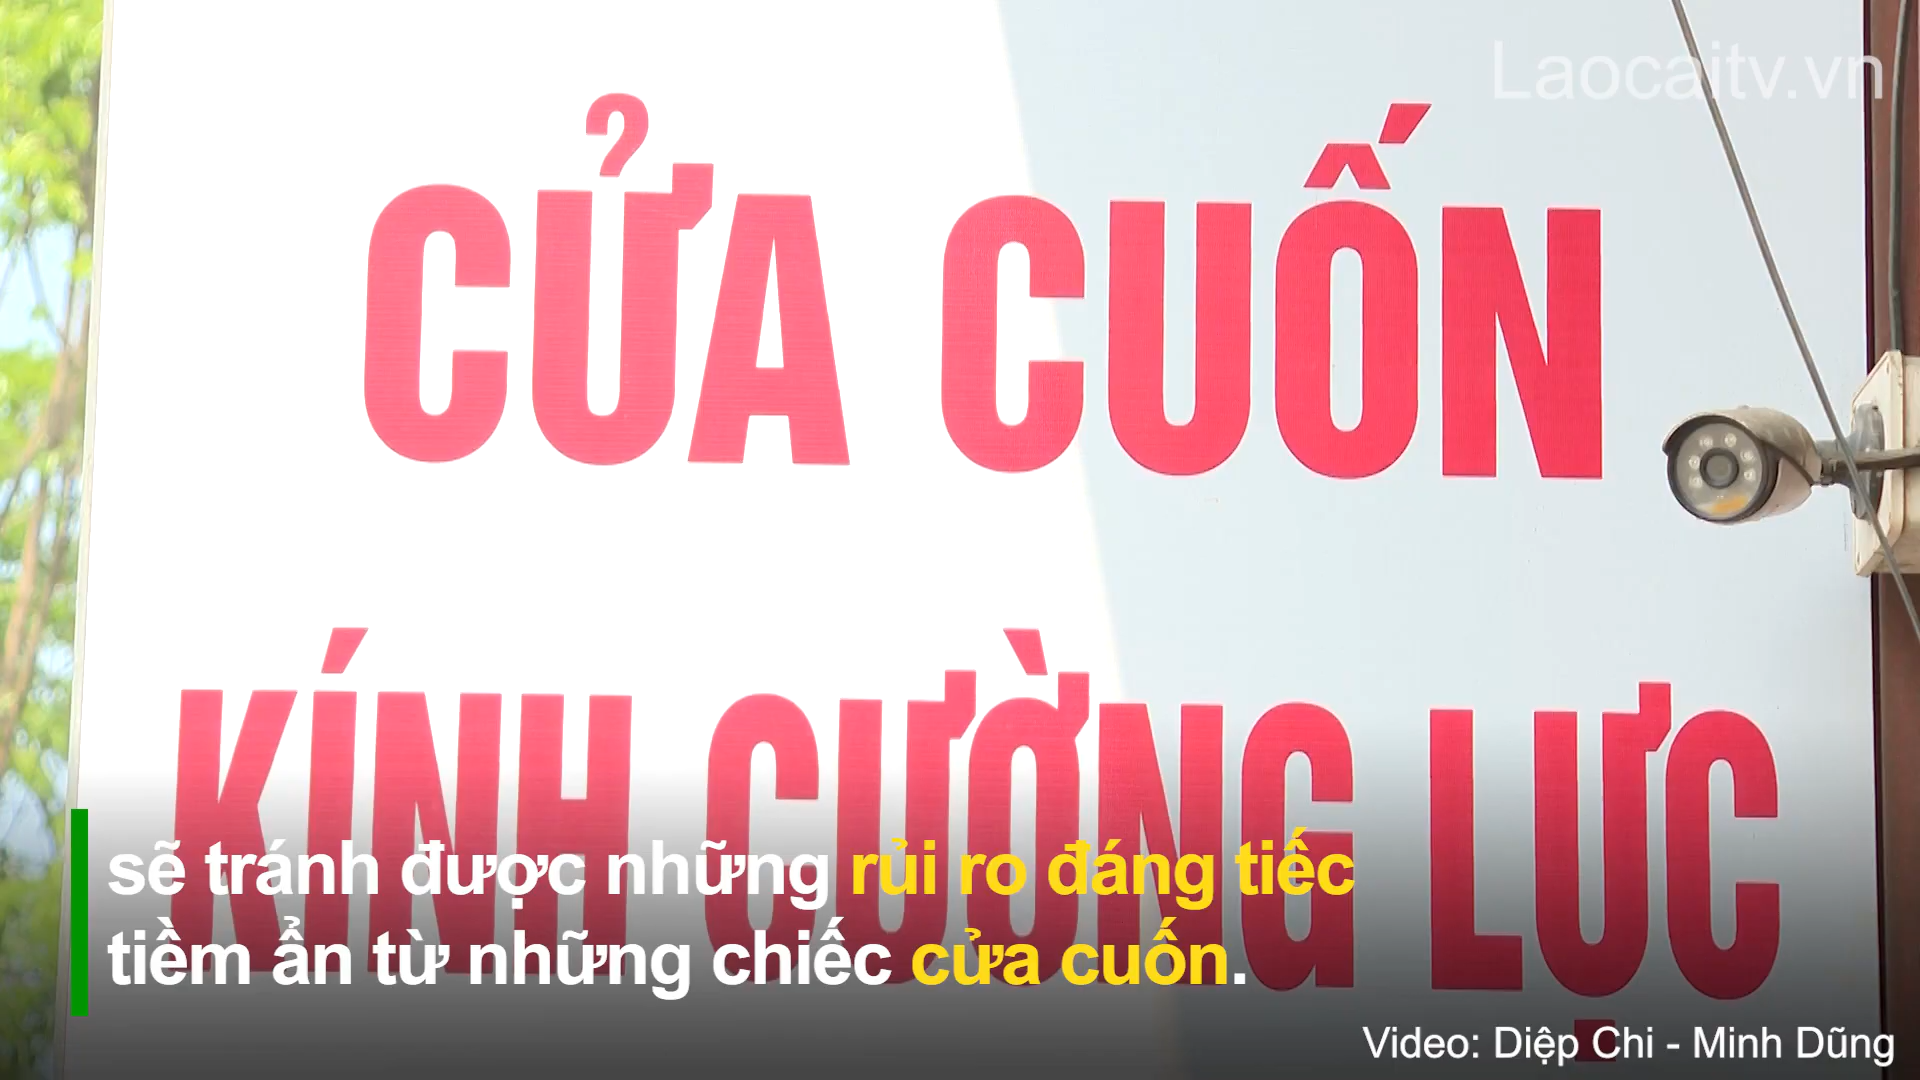 Laocaitv.vn
CỬA CUỐN
KÍNH CƯỜNG LỰC
sẽ tránh được những rủi ro đáng tiếc
tiềm ẩn từ những chiếc cửa cuốn.
Video: Diệp Chi - Minh Dũng